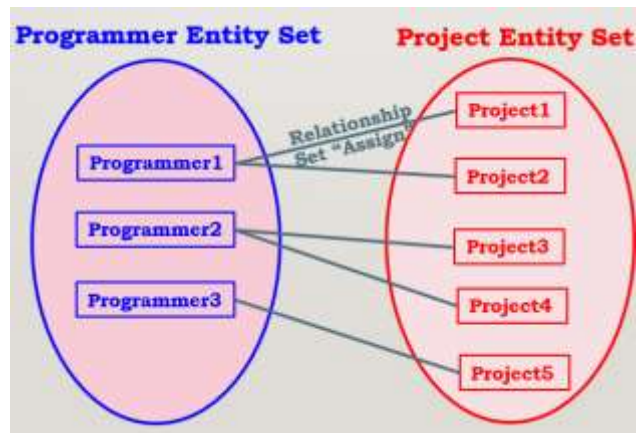 Programmer Entity Set
Project Entity Set
Relationship
Set "Assign"
Programmer1
Programmer2
Programmer3
Project1
Project2
Project3
Project4
Project5